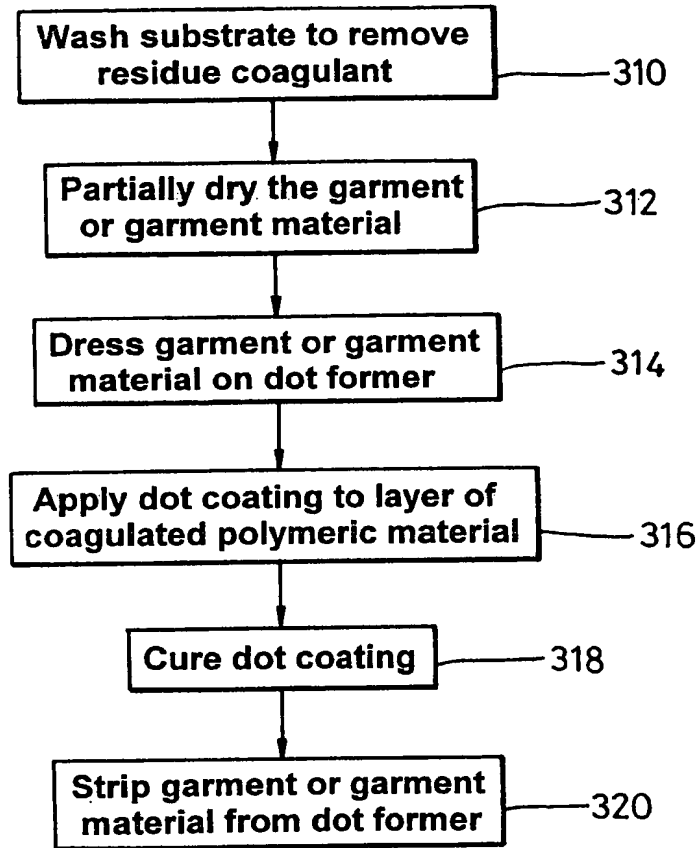 Wash substrate to remove
residue coagulant
310
Partially dry the garment
or garment material
312
Dress garment or garment
material on dot former
314
Apply dot coating to layer of
coagulated polymeric material
316
Cure dot coating
318
Strip garment or garment
material from dot former
320